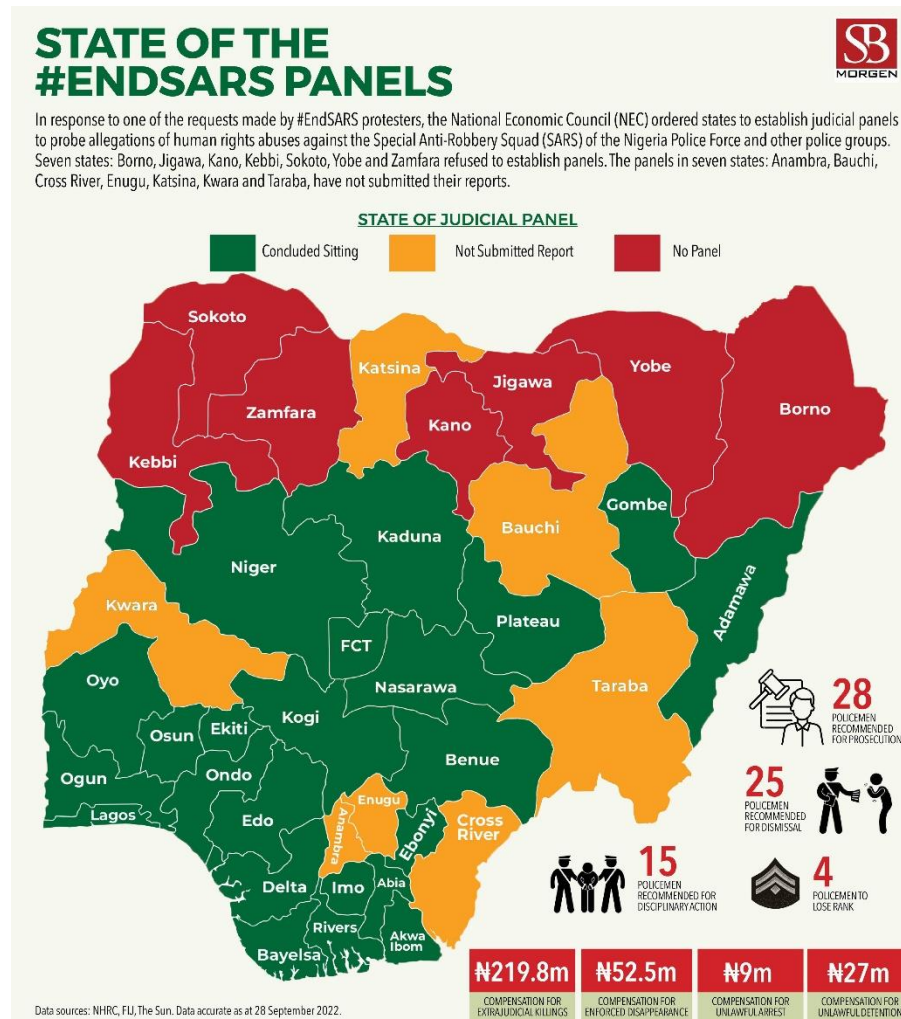 STATE OF THE
#ENDSARS PANELS
SB
MORGEN
In response to one of the requests made by #EndSARS protesters, the National Economic Council (NEC) ordered states to establish judicial panels
to probe allegations of human rights abuses against the Special Anti-Robbery Squad (SARS) of the Nigeria Police Force and other police groups.
Seven states: Borno, Jigawa, Kano, Kebbi, Sokoto, Yobe and Zamfara refused to establish panels. The panels in seven states: Anambra, Bauchi,
Cross River, Enugu, Katsina, Kwara and Taraba, have not submitted their reports.
STATE OF JUDICIAL PANEL
Concluded Sitting
Not Submitted Report
No Panel
Sokoto
Katsina
Yobe
Jigawa
Zamfara
Kano
Borno
Kebbi
Gombe
Bauchi
Kaduna
Niger
Adamawa
Kwara
Plateau
FCT
Oyo
Nasarawa
Taraba
Kogi
Osun
Ekiti
Benue
Ogun
Ondo
Lagos
Edo
Enugu
Anambra
Ebonyi
Cross
River
Delta
Imo
Abia
Rivers
Akwa
Ibom
Bayelsa
28
POLICEMEN
RECOMMENDED
FOR PROSECUTION
25
POLICEMEN
RECOMMENDED
FOR DISMISSAL
15
POLICEMEN
RECOMMENDED FOR
DISCIPLINARY ACTION
4
POLICEMEN TO
LOSE RANK
₦219.8m
COMPENSATION FOR
EXTRAJUDICIAL KILLINGS
₦52.5m
COMPENSATION FOR
ENFORCED DISAPPEARANCE
₦9m
COMPENSATION FOR
UNLAWFUL ARREST
₦27m
COMPENSATION FOR
UNLAWFUL DETENTION
Data sources: NHRC, FIJ, The Sun. Data accurate as at 28 September 2022.